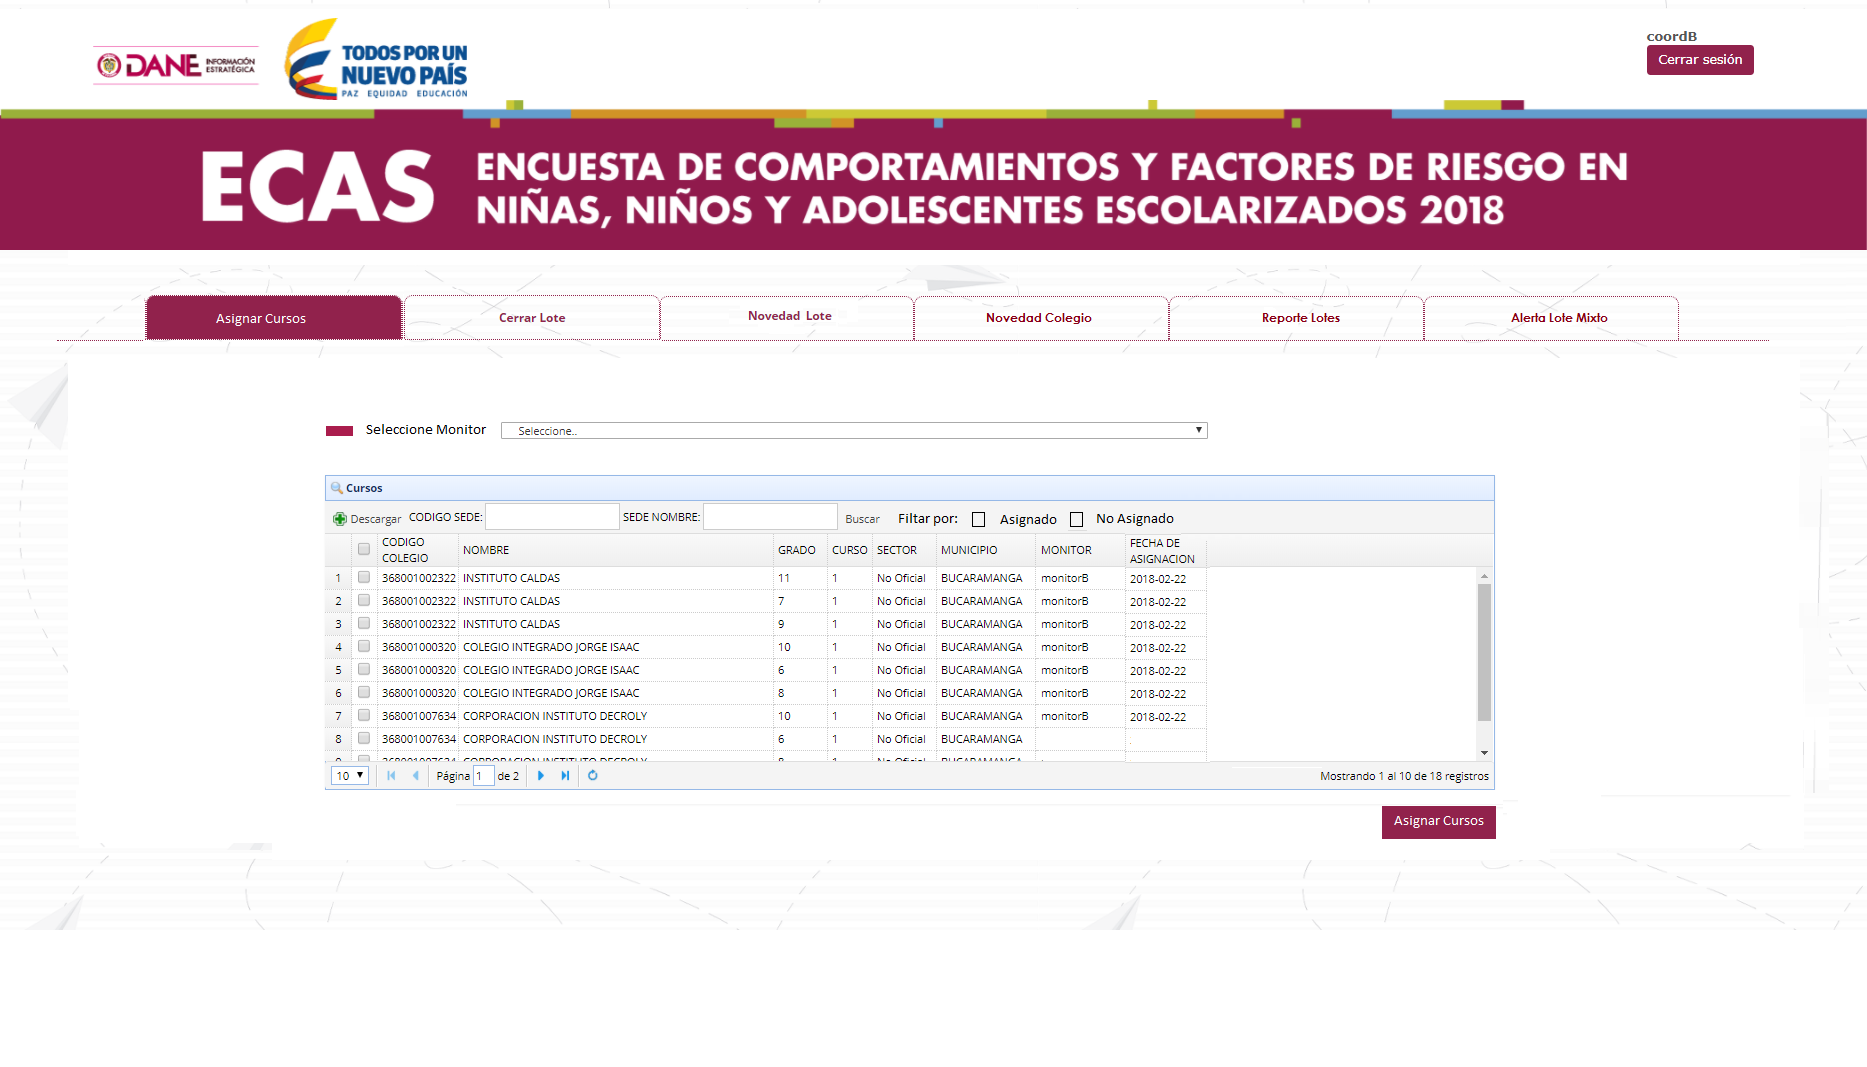 coordB
Cerrar sesión
DANE INFORMACIÓN ESTRATÉGICA
TODOS POR UN
NUEVO PAÍS
PAZ EQUIDAD EDUCACIÓN
ECAS ENCUESTA DE COMPORTAMIENTOS Y FACTORES DE RIESGO EN
NIÑAS, NIÑOS Y ADOLESCENTES ESCOLARIZADOS 2018
Asignar Cursos Cerrar Lote Novedad Lote Novedad Colegio Reporte Lotes Alerta Lote Mixto
Seleccione Monitor Seleccione..
Cursos
Descargar CODIGO SEDE: SEDE NOMBRE: Buscar Filtar por: Asignado No Asignado
CODIGO COLEGIO NOMBRE GRADO CURSO SECTOR MUNICIPIO MONITOR FECHA DE ASIGNACION
1 368001002322 INSTITUTO CALDAS 11 1 No Oficial BUCARAMANGA monitorB 2018-02-22
2 368001002322 INSTITUTO CALDAS 7 1 No Oficial BUCARAMANGA monitorB 2018-02-22
3 368001002322 INSTITUTO CALDAS 9 1 No Oficial BUCARAMANGA monitorB 2018-02-22
4 368001000320 COLEGIO INTEGRADO JORGE ISAAC 10 1 No Oficial BUCARAMANGA monitorB 2018-02-22
5 368001000320 COLEGIO INTEGRADO JORGE ISAAC 6 1 No Oficial BUCARAMANGA monitorB 2018-02-22
6 368001000320 COLEGIO INTEGRADO JORGE ISAAC 8 1 No Oficial BUCARAMANGA monitorB 2018-02-22
7 368001007634 CORPORACION INSTITUTO DECROLY 10 1 No Oficial BUCARAMANGA monitorB 2018-02-22
8 368001007634 CORPORACION INSTITUTO DECROLY 6 1 No Oficial BUCARAMANGA
10 Página 1 de 2 Mostrando 1 al 10 de 18 registros
Asignar Cursos